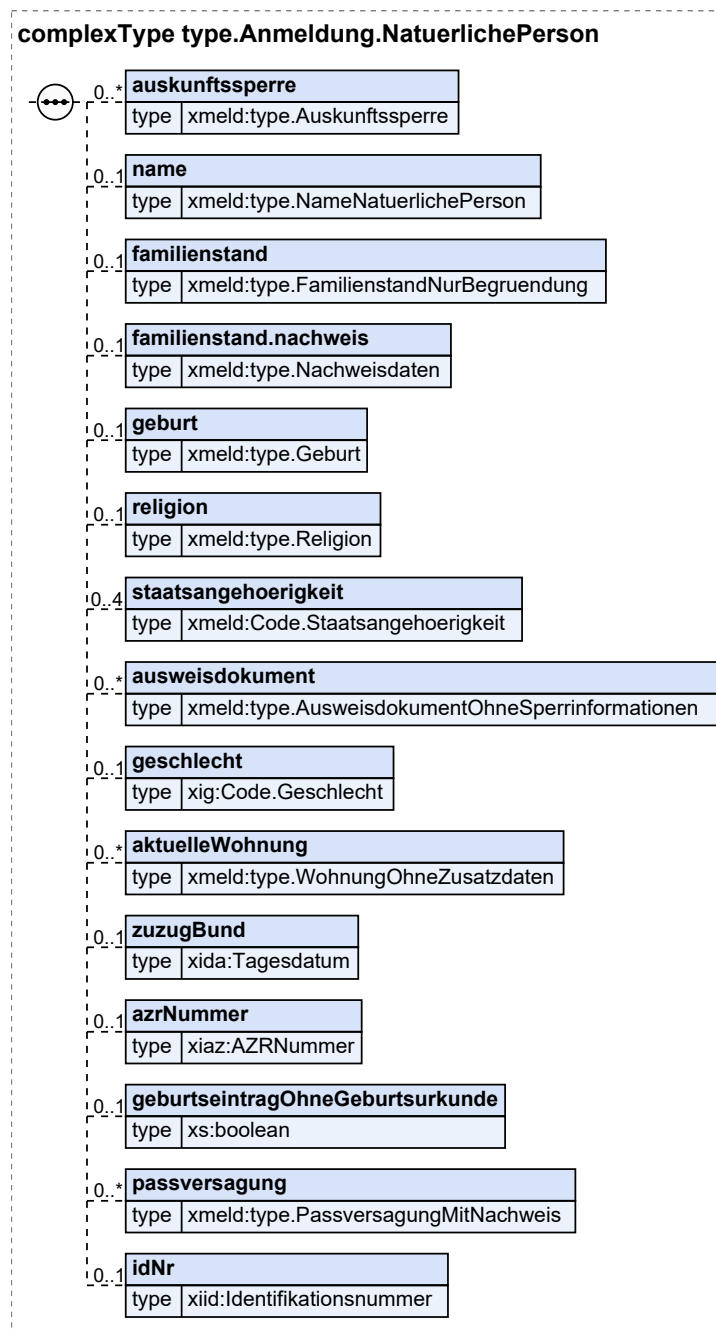 complexType type.Anmeldung.NatuerlichePerson
0..* auskunftssperre
type xmeld:type.Auskunftssperre
0..1 name
type xmeld:type.NameNatuerlichePerson
0..1 familienstand
type xmeld:type.FamilienstandNurBegruendung
0..1 familienstand.nachweis
type xmeld:type.Nachweisdaten
0..1 geburt
type xmeld:type.Geburt
0..1 religion
type xmeld:type.Religion
0..4 staatsangehoerigkeit
type xmeld:Code.Staatsangehoerigkeit
0..* ausweisdokument
type xmeld:type.AusweisdokumentOhneSperrinformationen
0..1 geschlecht
type xig:Code.Geschlecht
0..* aktuelleWohnung
type xmeld:type.WohnungOhneZusatzdaten
0..1 zuzugBund
type xida:Tagesdatum
0..1 azrNummer
type xiaz:AZRNummer
0..1 geburtseintragOhneGeburtsurkunde
type xs:boolean
0..* passversagung
type xmeld:type.PassversagungMitNachweis
0..1 idNr
type xiid:Identifikationsnummer